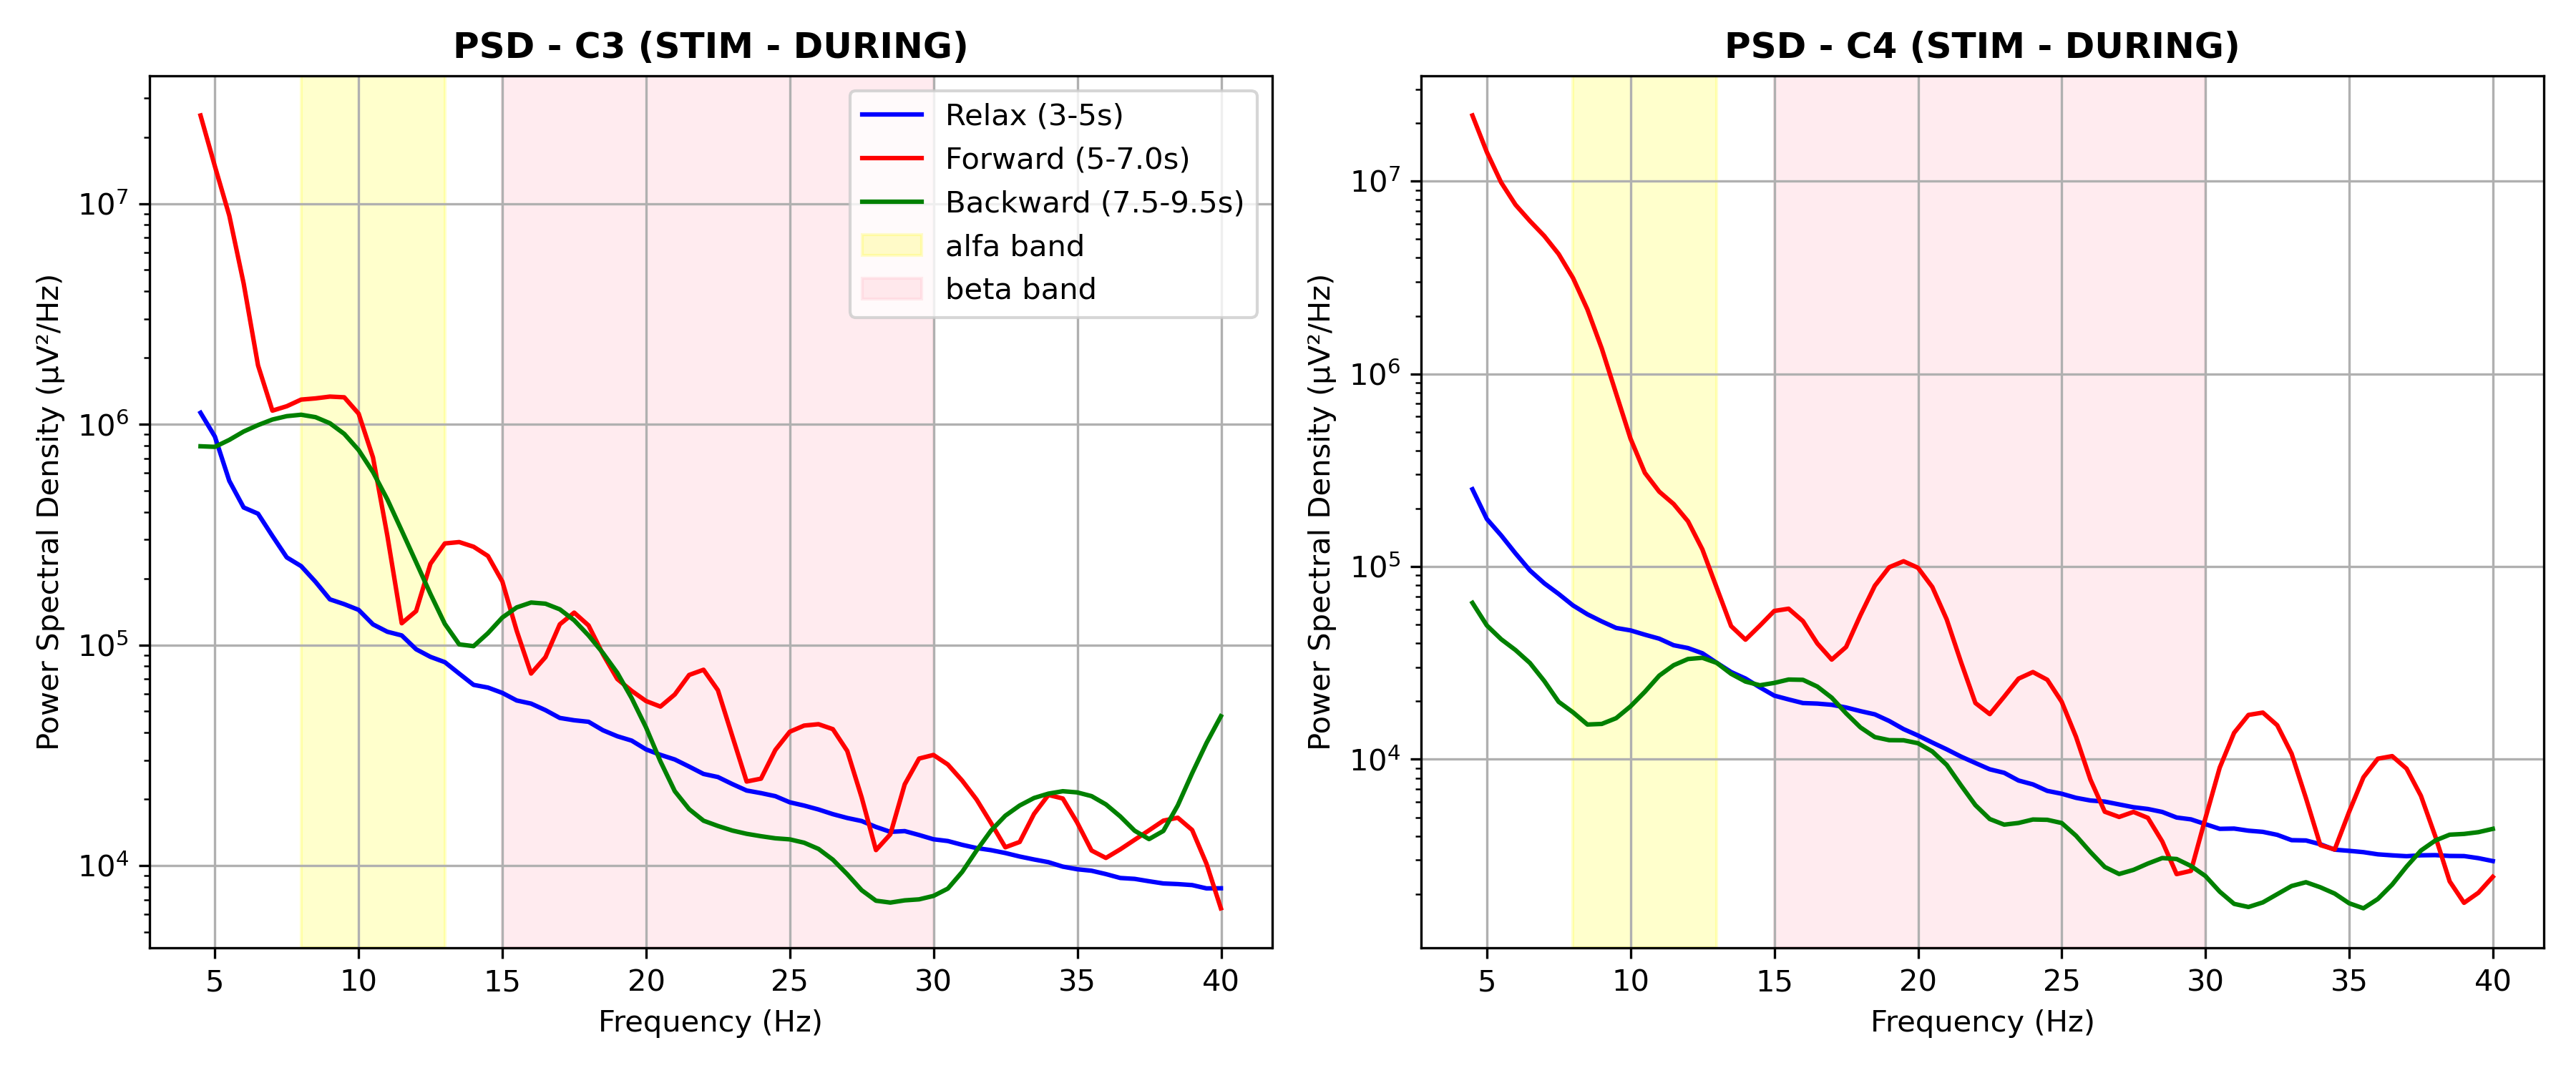 PSD - C3 (STIM - DURING)
Power Spectral Density (µV²/Hz)
10⁷
10⁶
10⁵
10⁴
5 10 15 20 25 30 35 40
Frequency (Hz)
Relax (3-5s)
Forward (5-7.0s)
Backward (7.5-9.5s)
alfa band
beta band
PSD - C4 (STIM - DURING)
Power Spectral Density (µV²/Hz)
10⁷
10⁶
10⁵
10⁴
5 10 15 20 25 30 35 40
Frequency (Hz)